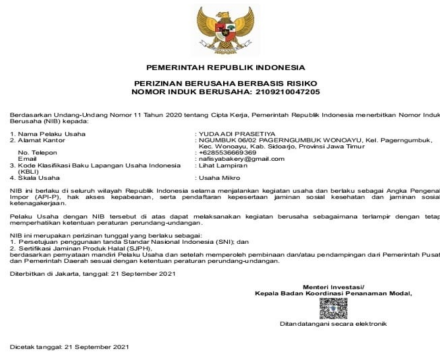 PEMERINTAH REPUBLIK INDONESIA
PERIZINAN BERUSAHA BERBASIS RISIKO
NOMOR INDUK BERUSAHA: 2109210047205
Berdasarkan Undang-Undang Nomor 11 Tahun 2020 tentang Cipta Kerja, Pemerintah Republik Indonesia menerbitkan Nomor Induk
Berusaha (NIB) kepada:
1. Nama Pelaku Usaha : YUDA ADI PRASETIYA
2. Alamat Kantor : NGUMBUK 06/02 PAGERNGUMBUK WONOAYU, Kel. Pagerngumbuk,
Kec. Wonoayu, Kab. Sidoarjo, Provinsi Jawa Timur
No. Telepon : +6285536669369
Email : nafisyabakery@gmail.com
3. Kode Klasifikasi Baku Lapangan Usaha Indonesia : Lihat Lampiran
(KBLI)
4. Skala Usaha : Usaha Mikro
NIB ini berlaku di seluruh wilayah Republik Indonesia selama menjalankan kegiatan usaha dan berlaku sebagai Angka Pengenal
Impor (API-P), hak akses kepabeanan, serta pendaftaran kepesertaan jaminan sosial kesehatan dan jaminan sosial
ketenagakerjaan.
Pelaku Usaha dengan NIB tersebut di atas dapat melaksanakan kegiatan berusaha sebagaimana terlampir dengan tetap
memperhatikan ketentuan peraturan perundang-undangan.
NIB ini merupakan perizinan tunggal yang berlaku sebagai:
1. Persetujuan penggunaan tanda Standar Nasional Indonesia (SNI); dan
2. Sertifikasi Jaminan Produk Halal (SJPH),
berdasarkan pernyataan mandiri Pelaku Usaha dan setelah memperoleh pembinaan dan/atau pendampingan dari Pemerintah Pusat
dan Pemerintah Daerah sesuai dengan ketentuan peraturan perundang-undangan.
Diterbitkan di Jakarta, tanggal: 21 September 2021
Menteri Investasi/
Kepala Badan Koordinasi Penanaman Modal,
Ditandatangani secara elektronik
Dicetak tanggal: 21 September 2021